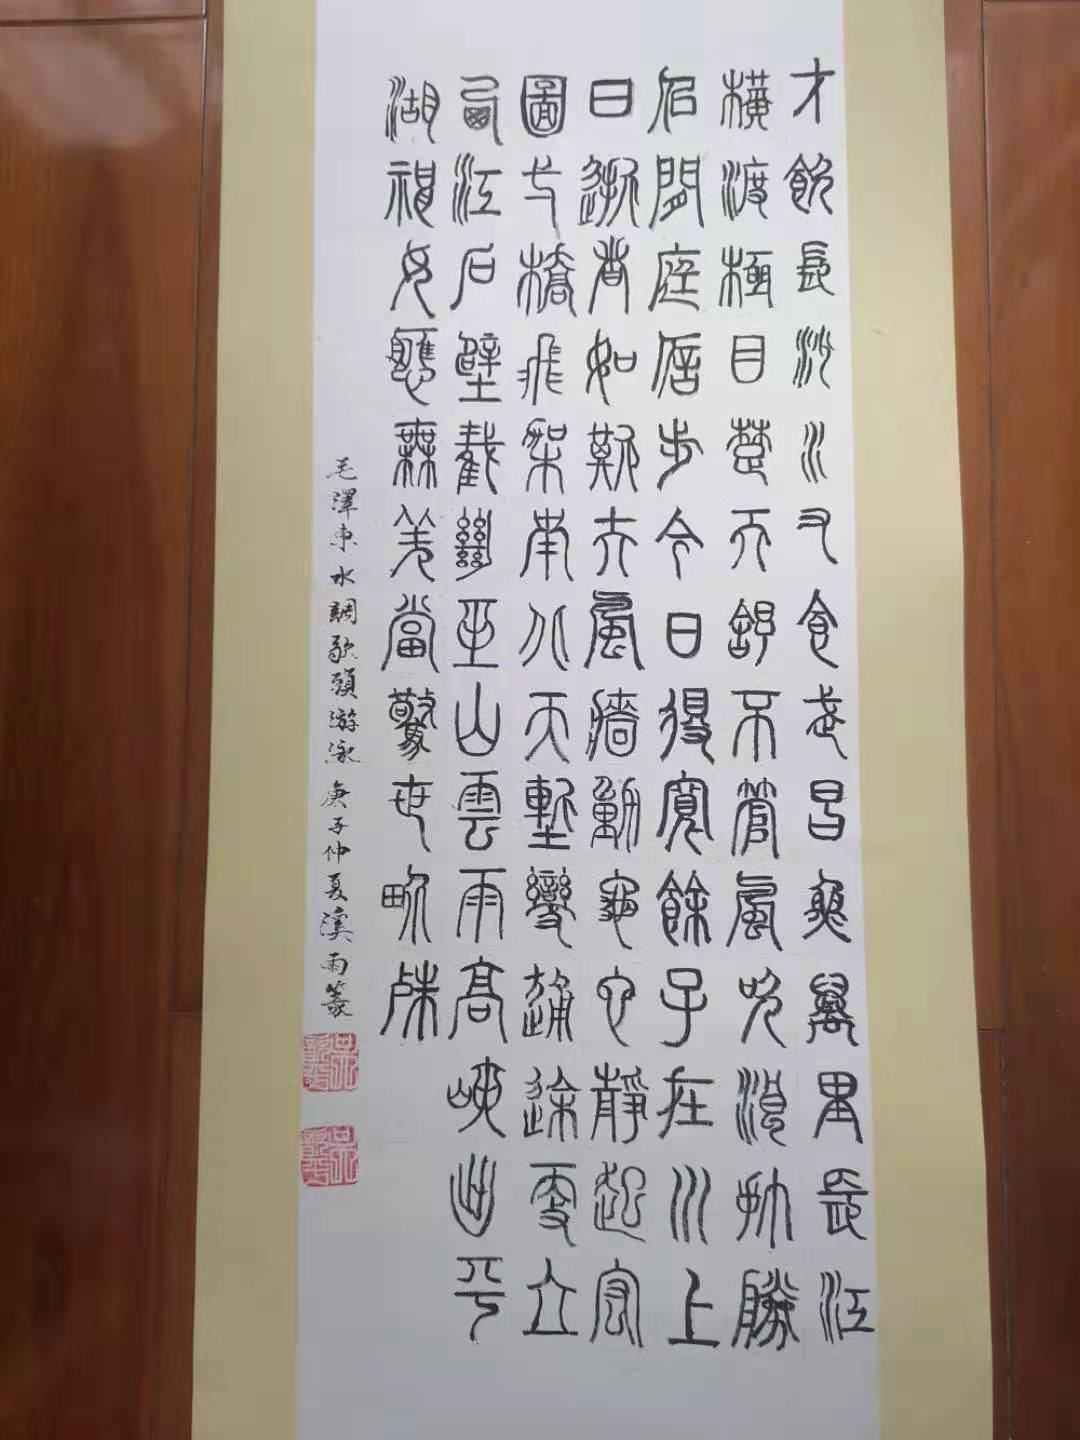 才飲長沙水又食武昌魚萬里長江
橫渡極目楚天舒不管風吹浪打勝
似閒庭信步今日得寬餘子在川上
曰逝者如斯夫風檣動龜蛇靜起宏
圖弌橋飛架南北天塹變通途更立
西江石壁截斷巫山雲雨高峽出平
湖神女應無恙當驚世界殊
毛澤東水調歌頭游泳庚子仲夏溪雨篆